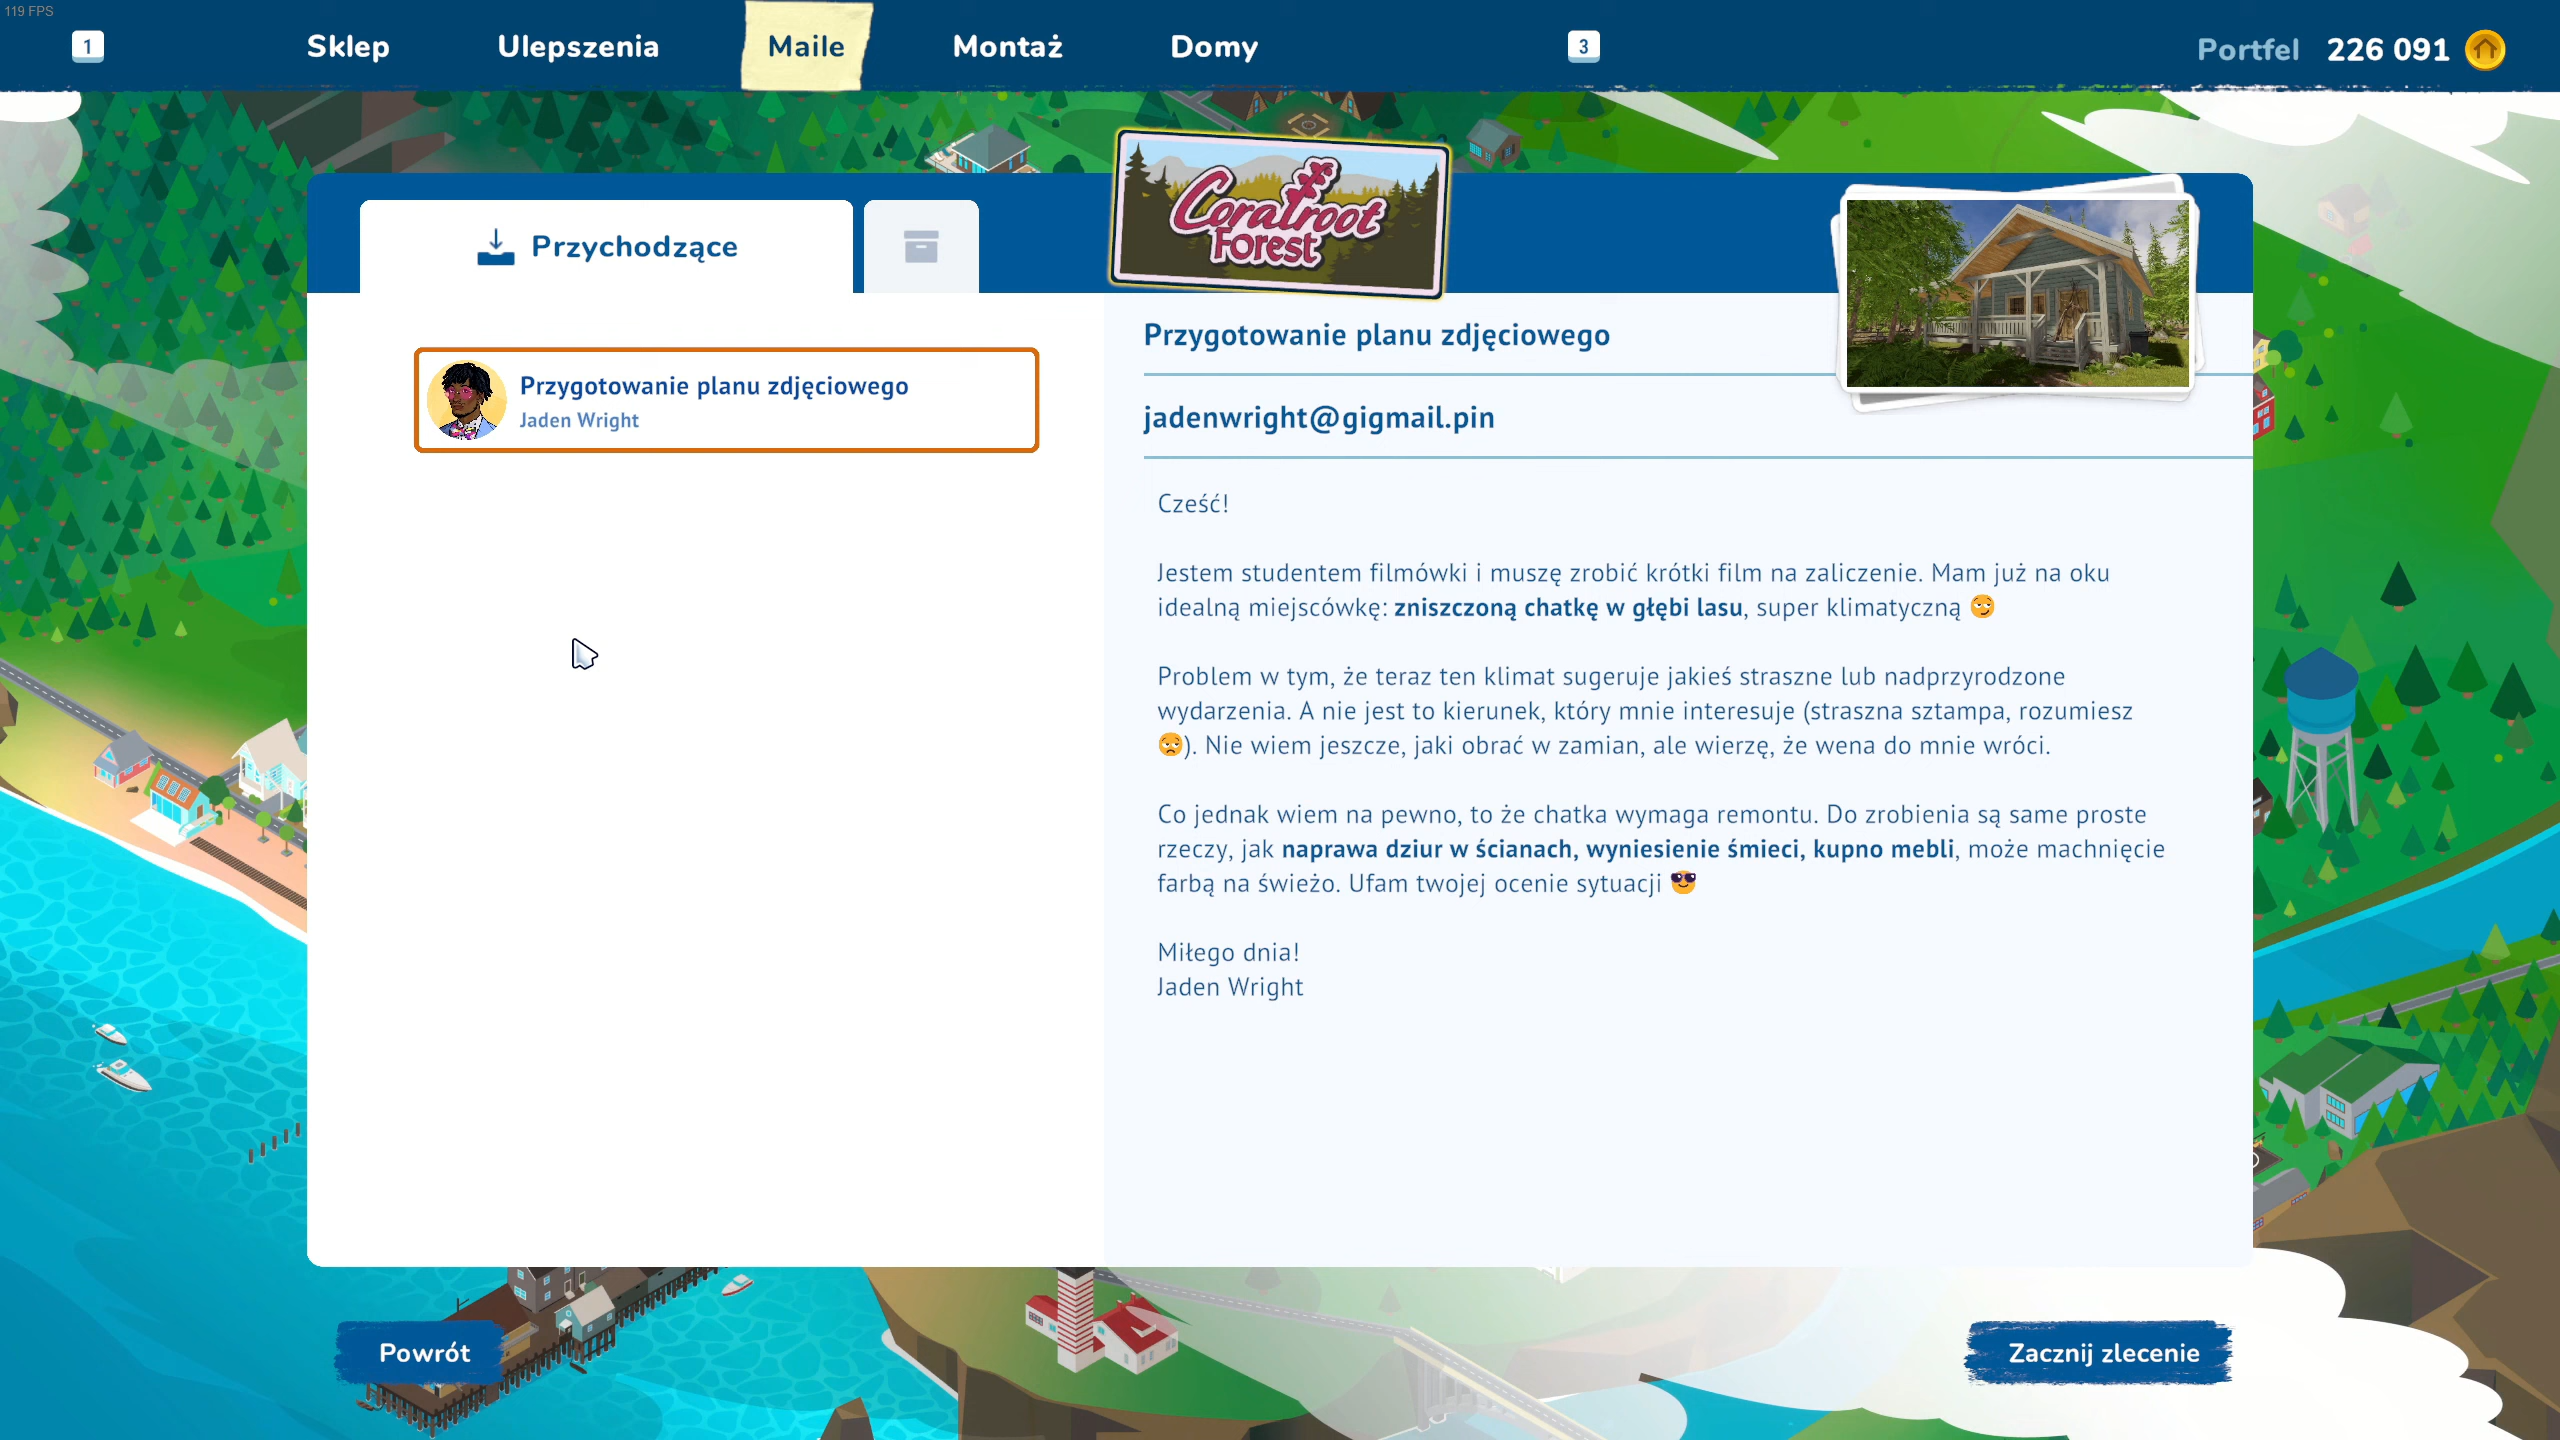 119 FPS
1
Sklep
Ulepszenia
Maile
Montaż
Domy
3
Portfel 226 091
Przychodzące
Coralroot
Forest
Przygotowanie planu zdjęciowego
Jaden Wright
Przygotowanie planu zdjęciowego
jadenwright@gigmail.pin
Cześć!
Jestem studentem filmówki i muszę zrobić krótki film na zaliczenie. Mam już na oku
idealną miejscówkę: zniszczoną chatkę w głębi lasu, super klimatyczną 😏
Problem w tym, że teraz ten klimat sugeruje jakieś straszne lub nadprzyrodzone
wydarzenia. A nie jest to kierunek, który mnie interesuje (straszna sztampa, rozumiesz
😒). Nie wiem jeszcze, jaki obrać w zamian, ale wierzę, że wena do mnie wróci.
Co jednak wiem na pewno, to że chatka wymaga remontu. Do zrobienia są same proste
rzeczy, jak naprawa dziur w ścianach, wyniesienie śmieci, kupno mebli, może machnięcie
farbą na świeżo. Ufam twojej ocenie sytuacji 😎
Miłego dnia!
Jaden Wright
Powrót
Zacznij zlecenie